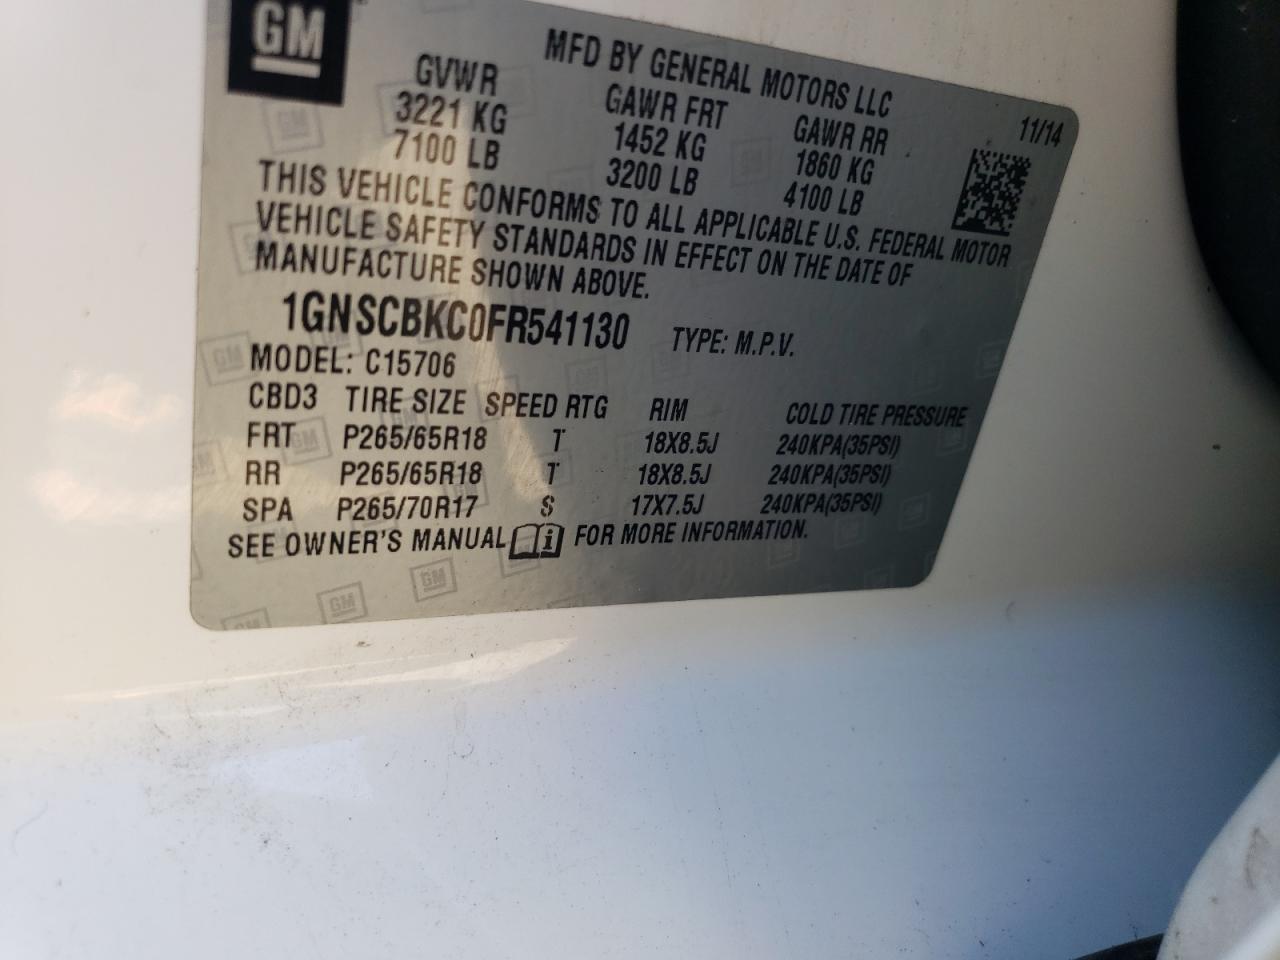 GM
MFD BY GENERAL MOTORS LLC
11/14
GVWR GAWR FRT GAWR RR
3221 KG 1452 KG 1860 KG
7100 LB 3200 LB 4100 LB
THIS VEHICLE CONFORMS TO ALL APPLICABLE U.S. FEDERAL MOTOR
VEHICLE SAFETY STANDARDS IN EFFECT ON THE DATE OF
MANUFACTURE SHOWN ABOVE.
1GNSCBKC0FR541130 TYPE: M.P.V.
MODEL: C15706
CBD3 TIRE SIZE SPEED RTG RIM COLD TIRE PRESSURE
FRT P265/65R18 T 18X8.5J 240KPA(35PSI)
RR P265/65R18 T 18X8.5J 240KPA(35PSI)
SPA P265/70R17 S 17X7.5J 240KPA(35PSI)
SEE OWNER'S MANUAL FOR MORE INFORMATION.